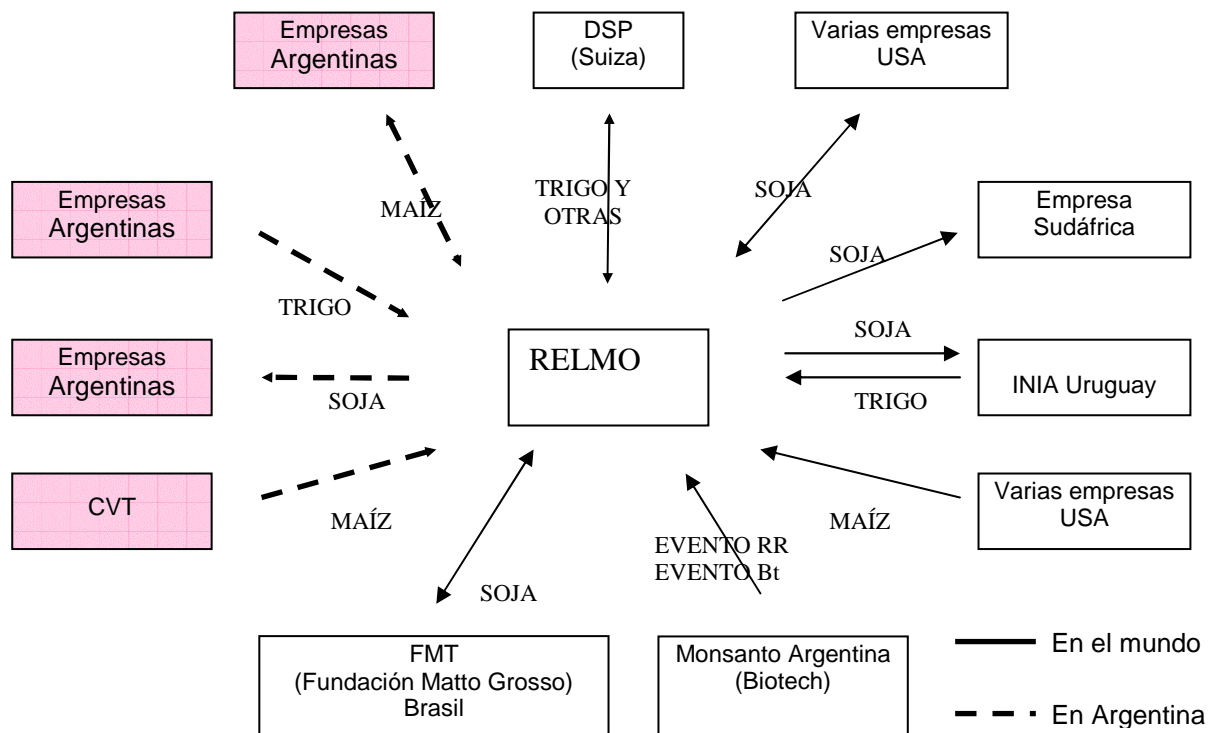 Empresas
Argentinas
DSP
(Suiza)
Varias empresas
USA
Empresas
Argentinas
MAÍZ
TRIGO Y
OTRAS
SOJA
Empresa
Sudáfrica
SOJA
TRIGO
Empresas
Argentinas
SOJA
RELMO
SOJA
TRIGO
INIA Uruguay
CVT
MAÍZ
MAÍZ
Varias empresas
USA
EVENTO RR
EVENTO Bt
SOJA
FMT
(Fundación Matto Grosso)
Brasil
Monsanto Argentina
(Biotech)
En el mundo
En Argentina